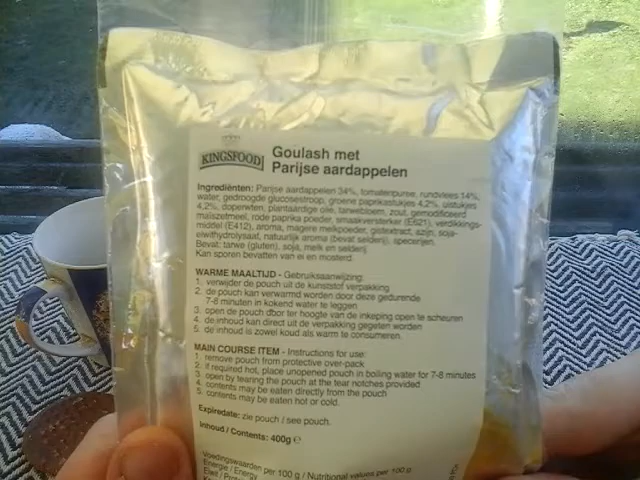 KINGSFOOD
Goulash met
Parijse aardappelen
Ingrediënten: Parijse aardappelen 34%, tomatenpuree, rundvlees 14%,
water, gedroogde glucosestroop, groene paprikastukjes 4,2%, uistukjes
4,2%, doperwten, plantaardige olie, tarwebloem, zout, gemodificeerd
maïszetmeel, rode paprika poeder, smaakversterker (E621), verdikkings-
middel (E412), aroma, magere melkpoeder, gistextract, azijn, soja-
eiwithydrolysaat, natuurlijk aroma (bevat selderij), specerijen.
Bevat: tarwe (gluten), soja, melk en selderij
Kan sporen bevatten van ei en mosterd
WARME MAALTIJD - Gebruiksaanwijzing:
1. verwijder de pouch uit de kunststof verpakking
2. de pouch kan verwarmd worden door deze gedurende
7-8 minuten in kokend water te leggen
3. open de pouch door ter hoogte van de inkeping open te scheuren
4. de inhoud kan direct uit de verpakking gegeten worden
5. de inhoud is zowel koud als warm te consumeren.
MAIN COURSE ITEM - Instructions for use:
1. remove pouch from protective over-pack
2. if required hot, place unopened pouch in boiling water for 7-8 minutes
3. open by tearing the pouch at the tear notches provided
4. contents may be eaten directly from the pouch
5. contents may be eaten hot or cold.
Expiredate: zie pouch / see pouch.
Inhoud / Contents: 400g e
Voedingswaarden per 100 g / Nutritional values per 100 g
Energie / Energy
Eiwit / Prot